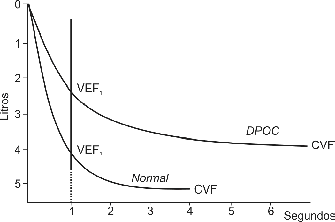 0
1
2
3
4
5
Litros
VEF₁
VEF₁
DPOC
CVF
Normal
CVF
1 2 3 4 5 6 Segundos